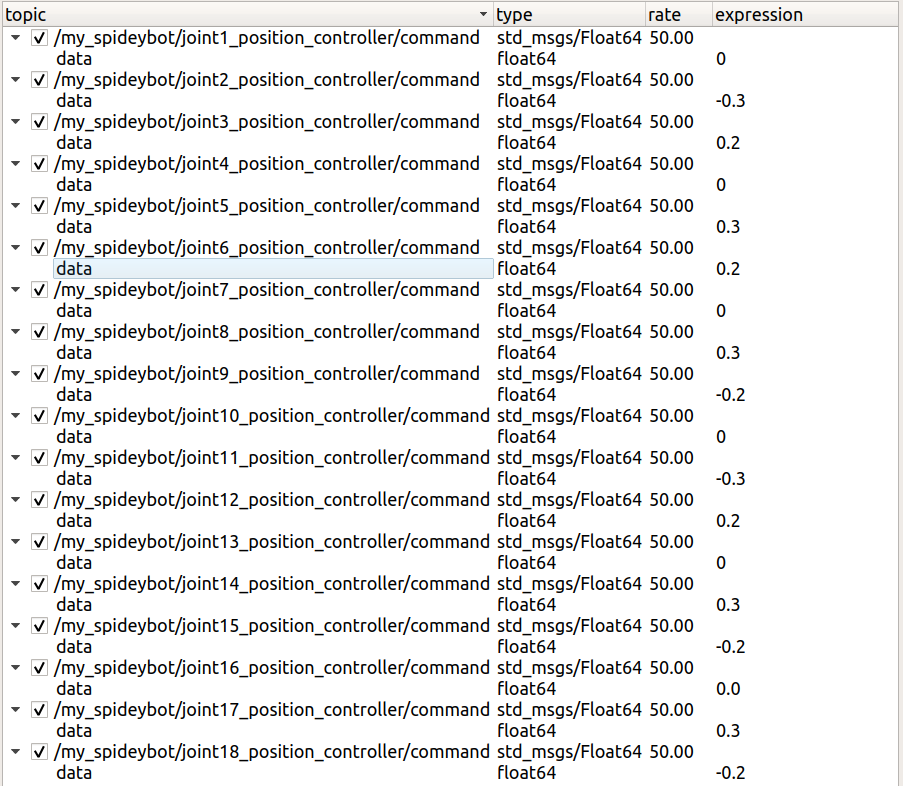 topic type rate expression
/my_spideybot/joint1_position_controller/command std_msgs/Float64 50.00
data float64 0
/my_spideybot/joint2_position_controller/command std_msgs/Float64 50.00
data float64 -0.3
/my_spideybot/joint3_position_controller/command std_msgs/Float64 50.00
data float64 0.2
/my_spideybot/joint4_position_controller/command std_msgs/Float64 50.00
data float64 0
/my_spideybot/joint5_position_controller/command std_msgs/Float64 50.00
data float64 0.3
/my_spideybot/joint6_position_controller/command std_msgs/Float64 50.00
data float64 0.2
/my_spideybot/joint7_position_controller/command std_msgs/Float64 50.00
data float64 0
/my_spideybot/joint8_position_controller/command std_msgs/Float64 50.00
data float64 0.3
/my_spideybot/joint9_position_controller/command std_msgs/Float64 50.00
data float64 -0.2
/my_spideybot/joint10_position_controller/command std_msgs/Float64 50.00
data float64 0
/my_spideybot/joint11_position_controller/command std_msgs/Float64 50.00
data float64 -0.3
/my_spideybot/joint12_position_controller/command std_msgs/Float64 50.00
data float64 0.2
/my_spideybot/joint13_position_controller/command std_msgs/Float64 50.00
data float64 0
/my_spideybot/joint14_position_controller/command std_msgs/Float64 50.00
data float64 0.3
/my_spideybot/joint15_position_controller/command std_msgs/Float64 50.00
data float64 -0.2
/my_spideybot/joint16_position_controller/command std_msgs/Float64 50.00
data float64 0.0
/my_spideybot/joint17_position_controller/command std_msgs/Float64 50.00
data float64 0.3
/my_spideybot/joint18_position_controller/command std_msgs/Float64 50.00
data float64 -0.2